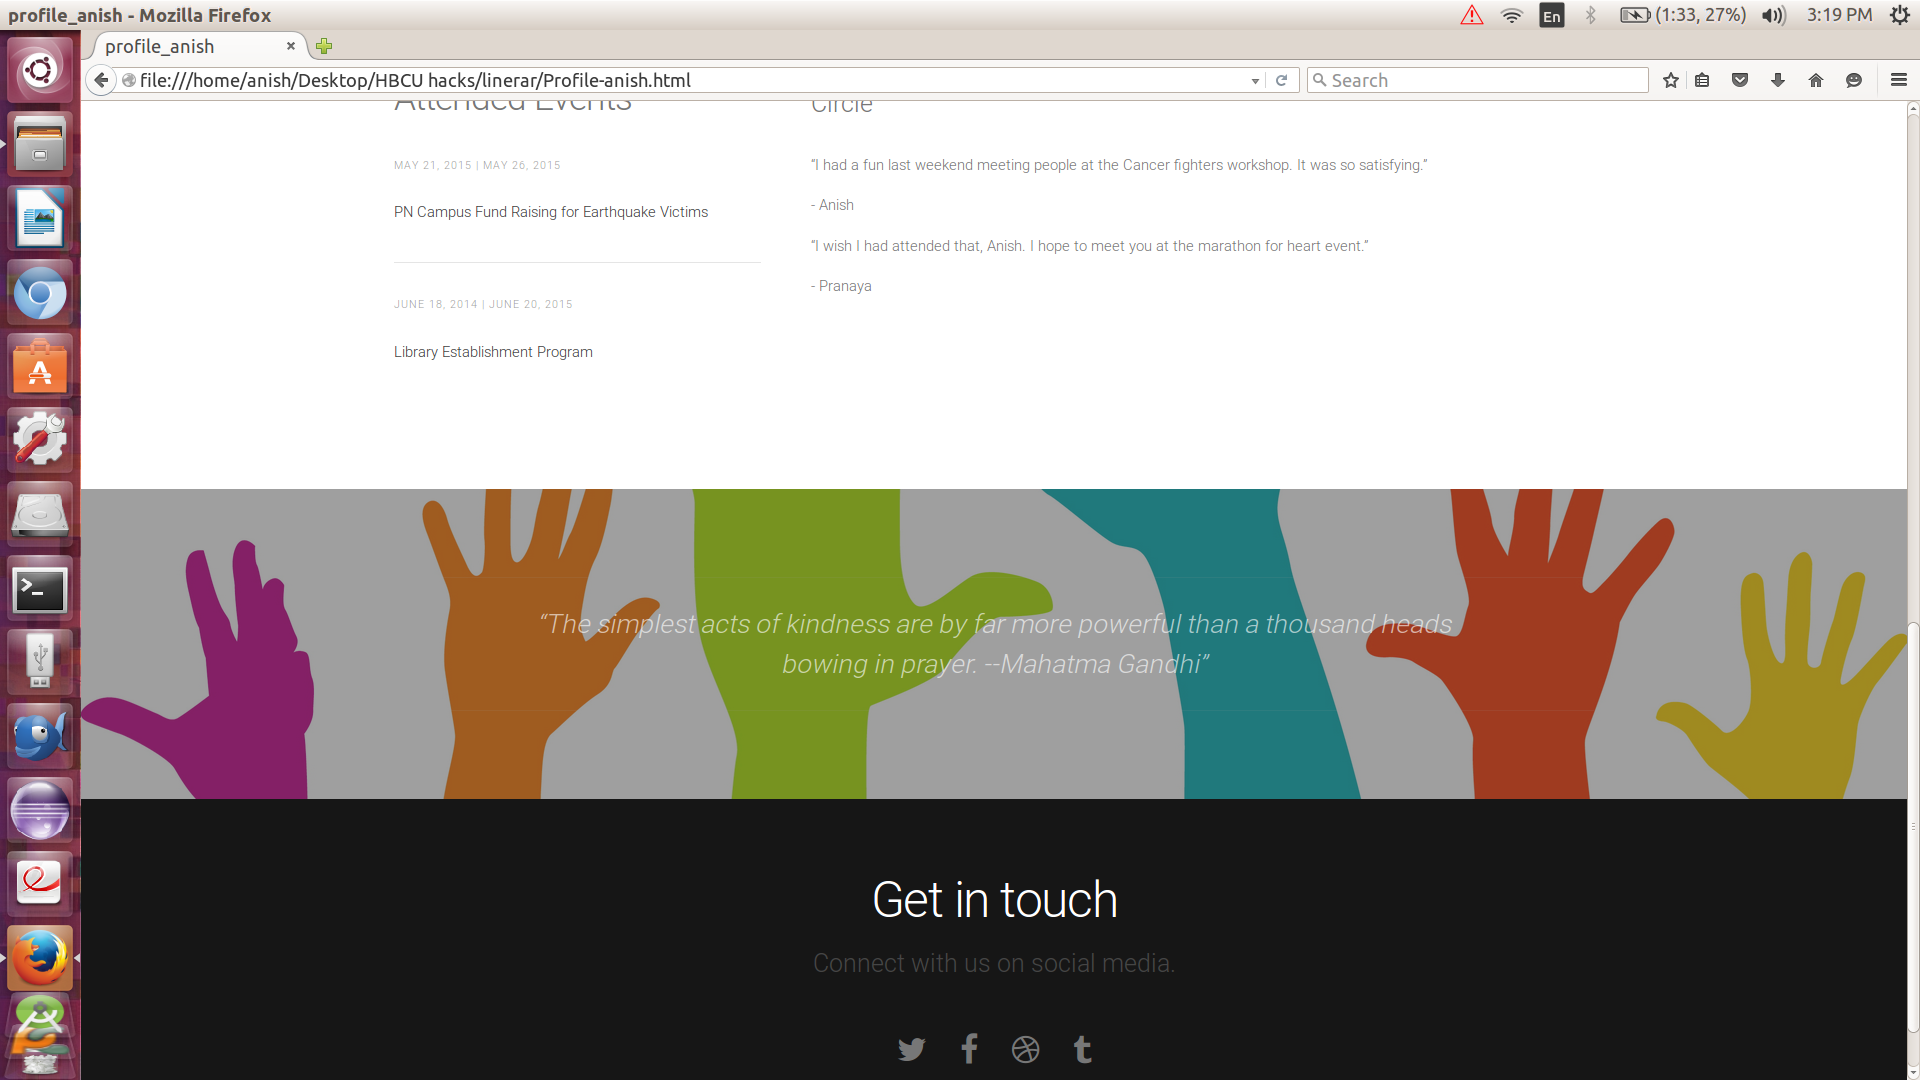 profile_anish - Mozilla Firefox
En
(1:33, 27%)
3:19 PM
profile_anish
file:///home/anish/Desktop/HBCU hacks/linerar/Profile-anish.html
Search
Attended Events
MAY 21, 2015 | MAY 26, 2015
PN Campus Fund Raising for Earthquake Victims
JUNE 18, 2014 | JUNE 20, 2015
Library Establishment Program
Circle
“I had a fun last weekend meeting people at the Cancer fighters workshop. It was so satisfying.”
- Anish
“I wish I had attended that, Anish. I hope to meet you at the marathon for heart event.”
- Pranaya
“The simplest acts of kindness are by far more powerful than a thousand heads
bowing in prayer. --Mahatma Gandhi”
Get in touch
Connect with us on social media.